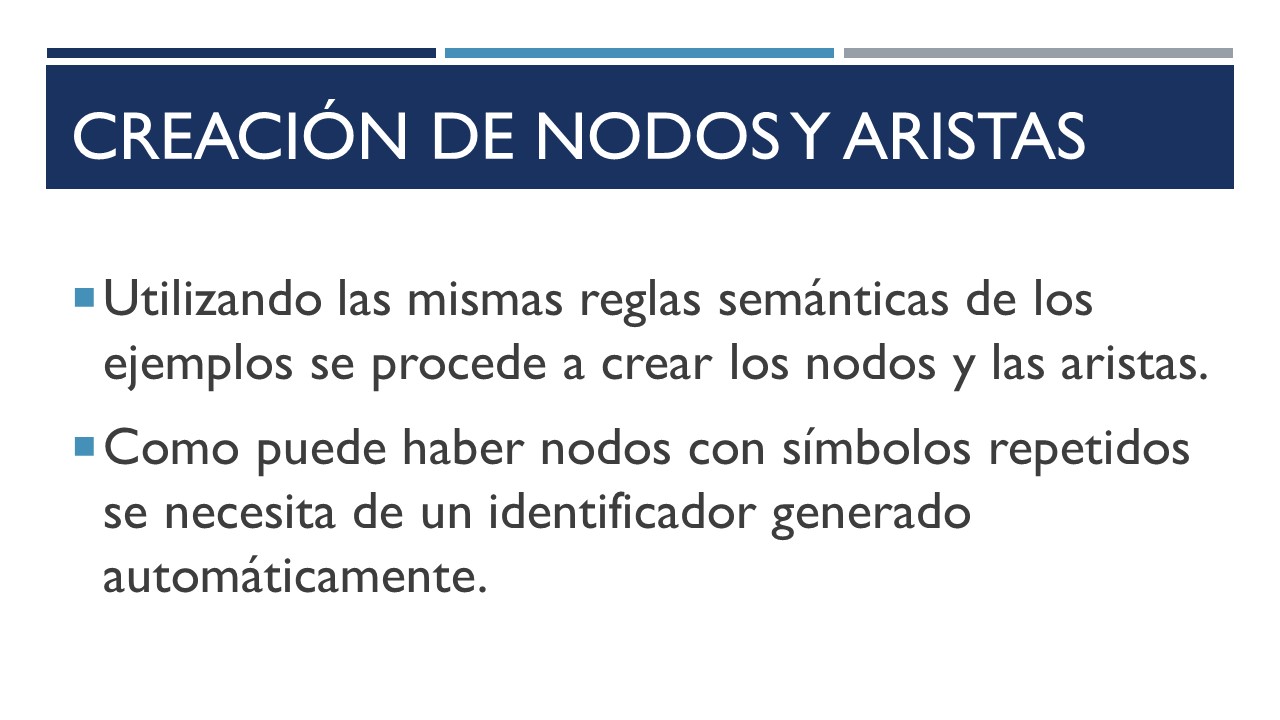 CREACIÓN DE NODOS Y ARISTAS
Utilizando las mismas reglas semánticas de los
ejemplos se procede a crear los nodos y las aristas.
Como puede haber nodos con símbolos repetidos
se necesita de un identificador generado
automáticamente.